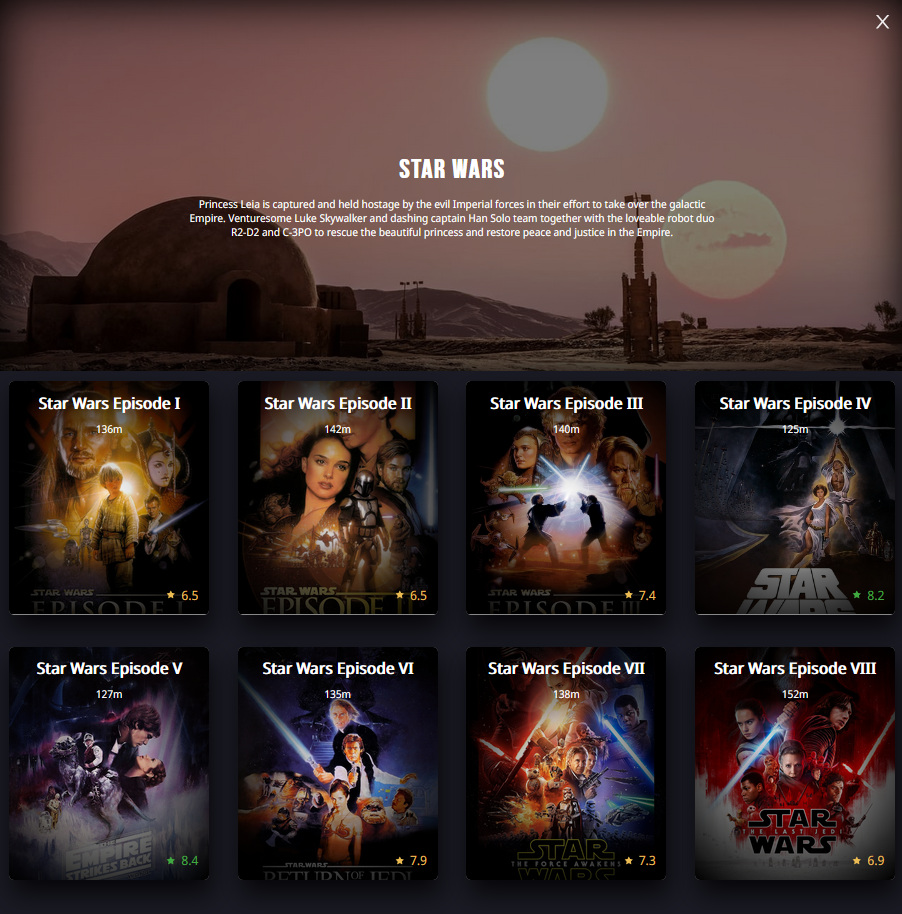 X
STAR WARS
Princess Leia is captured and held hostage by the evil Imperial forces in their effort to take over the galactic
Empire. Venturesome Luke Skywalker and dashing captain Han Solo team together with the loveable robot duo
R2-D2 and C-3PO to rescue the beautiful princess and restore peace and justice in the Empire.
Star Wars Episode I
136m
STAR WARS
EPISODE I
★ 6.5
Star Wars Episode II
142m
STAR WARS
EPISODE II
★ 6.5
Star Wars Episode III
140m
STAR WARS
EPISODE III
★ 7.4
Star Wars Episode IV
125m
STAR
WARS
★ 8.2
Star Wars Episode V
127m
EMPIRE
STRIKES BACK
★ 8.4
Star Wars Episode VI
135m
STAR WARS
RETURN OF JEDI
★ 7.9
Star Wars Episode VII
138m
STAR
THE FORCE AWAKENS
WARS
★ 7.3
Star Wars Episode VIII
152m
STAR
THE LAST JEDI
WARS
★ 6.9